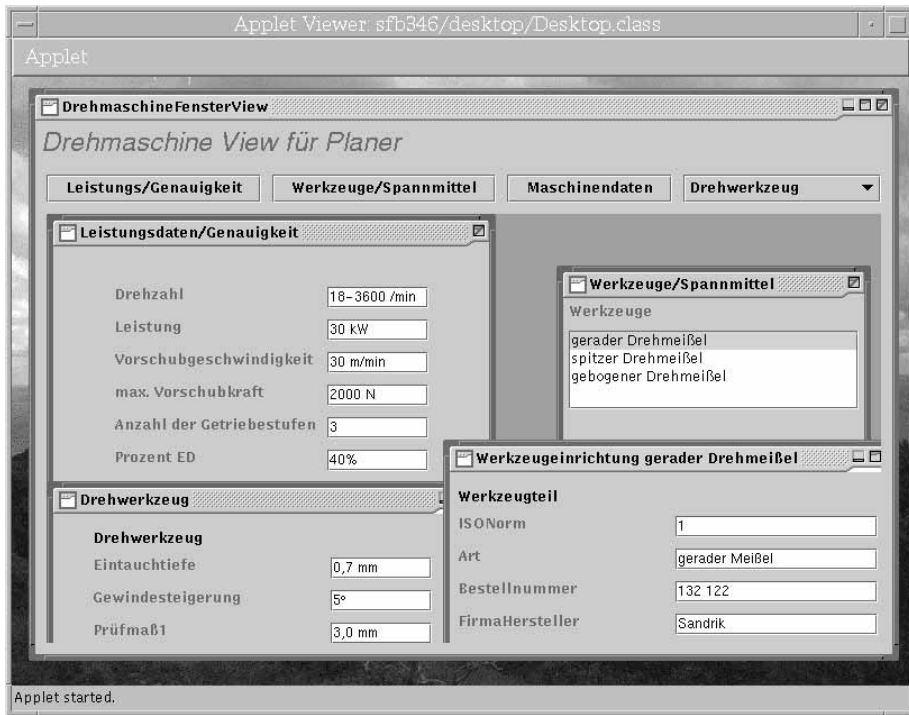 Applet Viewer: sfb346/desktop/Desktop.class
Applet
DrehmaschineFensterView
Drehmaschine View für Planer
Leistungs/Genauigkeit Werkzeuge/Spannmittel Maschinendaten Drehwerkzeug
Leistungsdaten/Genauigkeit
Drehzahl 18-3600 /min
Leistung 30 kW
Vorschubgeschwindigkeit 30 m/min
max. Vorschubkraft 2000 N
Anzahl der Getriebestufen 3
Prozent ED 40%
Werkzeuge/Spannmittel
Werkzeuge
gerader Drehmeißel
spitzer Drehmeißel
gebogener Drehmeißel
Drehwerkzeug
Drehwerkzeug
Eintauchtiefe 0,7 mm
Gewindesteigerung 5°
Prüfmaß1 3,0 mm
Werkzeugeinrichtung gerader Drehmeißel
Werkzeugteil
ISONorm 1
Art gerader Meißel
Bestellnummer 132 122
FirmaHersteller Sandrik
Applet started.